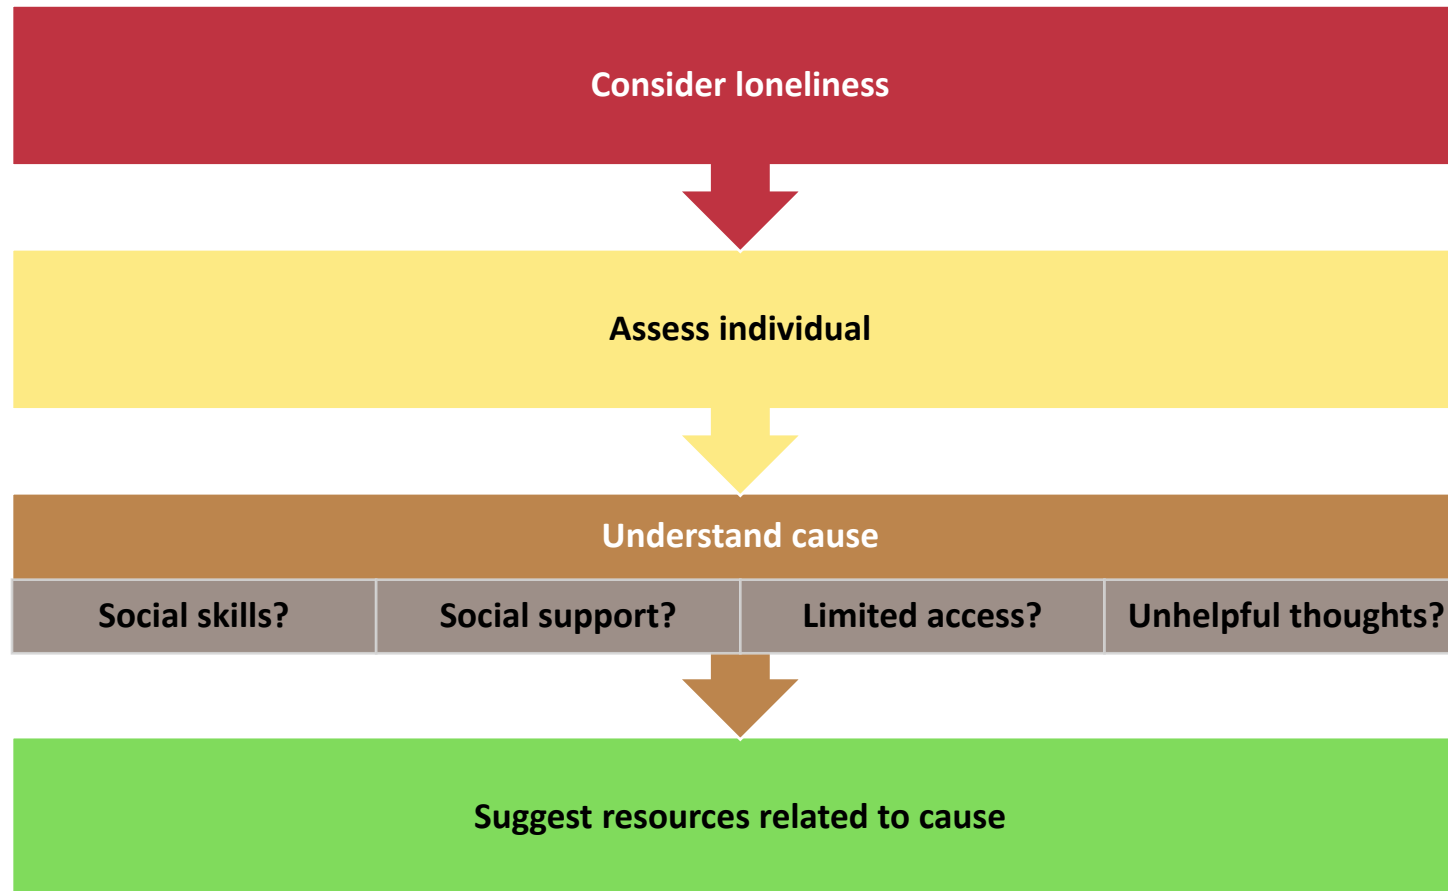 Consider loneliness
Assess individual
Understand cause
Social skills? Social support? Limited access? Unhelpful thoughts?
Suggest resources related to cause